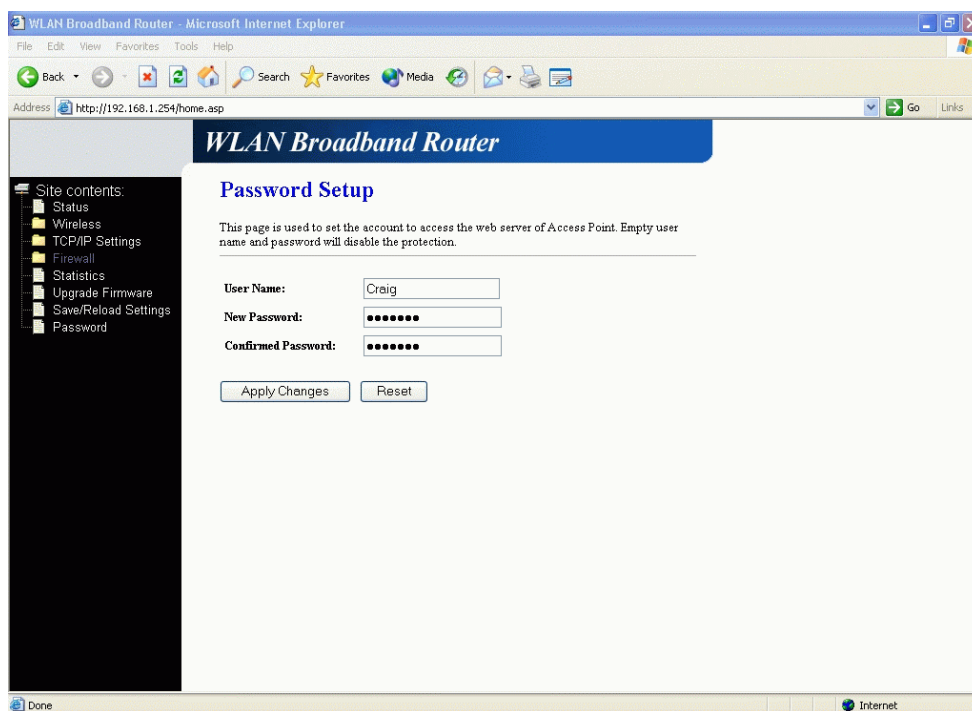 WLAN Broadband Router - Microsoft Internet Explorer
File Edit View Favorites Tools Help
Back Search Favorites Media
Address http://192.168.1.254/home.asp Go Links
WLAN Broadband Router
Site contents:
Status
Wireless
TCP/IP Settings
Firewall
Statistics
Upgrade Firmware
Save/Reload Settings
Password
Password Setup
This page is used to set the account to access the web server of Access Point. Empty user
name and password will disable the protection.
User Name: Craig
New Password: ●●●●●●●
Confirmed Password: ●●●●●●●
Apply Changes Reset
Done Internet